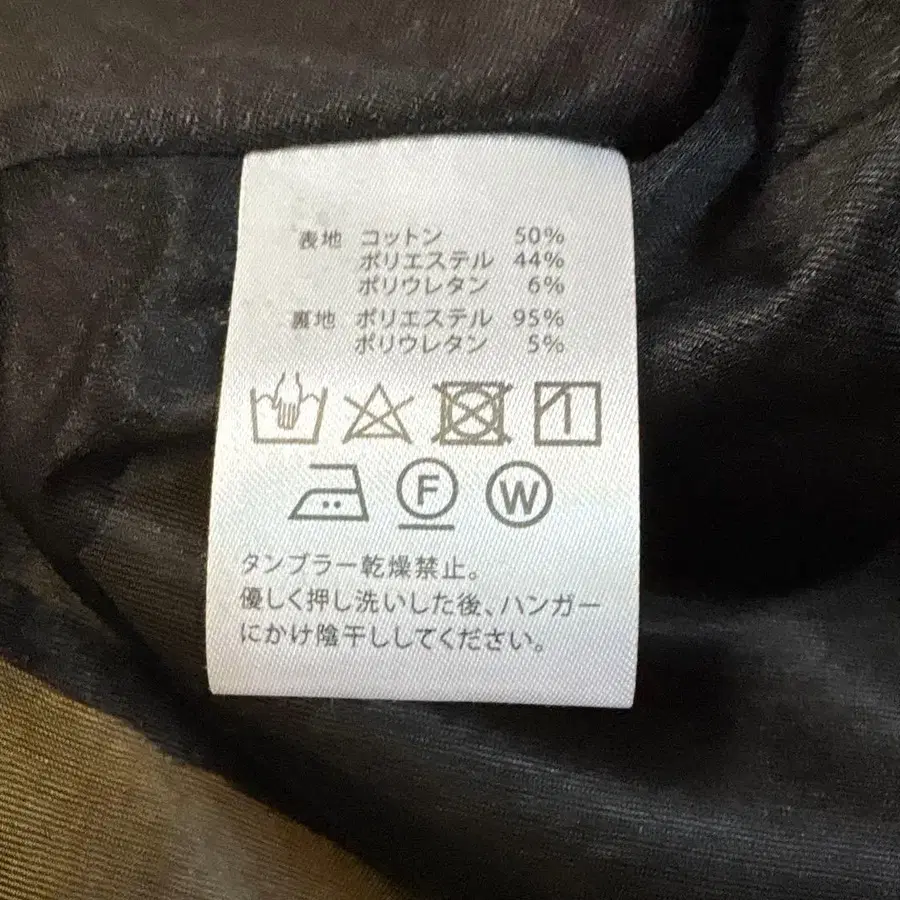 表地 コットン 50%
ポリエステル 44%
ポリウレタン 6%
裏地 ポリエステル 95%
ポリウレタン 5%
F W
タンブラー乾燥禁止。
優しく押し洗いした後、ハンガー
にかけ陰干ししてください。